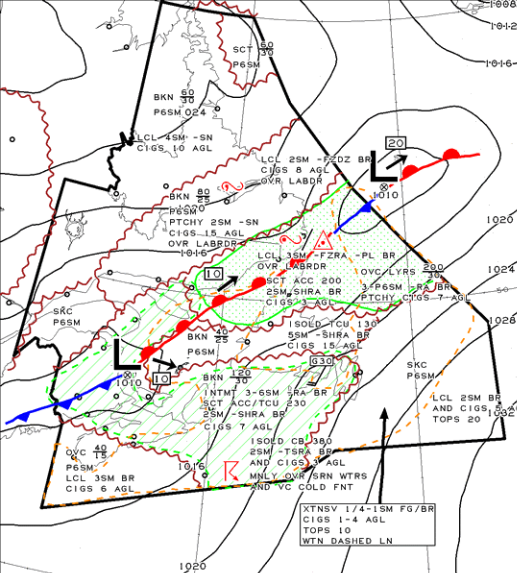 1008
1012
1016
SCT 60/30
P6SM
BKN 60/30
P6SM 024
LCL 4SM -SN
CIGS 10 AGL
20
LCL 2SM -FZDZ BR
CIGS 8 AGL
OVR LABDR
1010
BKN 80/25
P6SM
PTCHY 2SM -SN
CIGS 15 AGL
OVR LABRDR
1016
1020
LCL 3SM -FZRA -PL BR
OVR LABRDR
OVC LYRS 200/30
3-P6SM -RA BR
PTCHY CIGS 7 AGL
1024
10
SCT ACC 200
2SM -SHRA BR
CIGS 3 AGL
1028
SKC
P6SM
ISOLD TCU 130
5SM -SHRA BR
CIGS 15 AGL
BKN 40/25
P6SM
G30
1010
10
BKN 120/30
INTMT 3-6SM -RA BR
SCT ACC/TCU 230
2SM -SHRA BR
CIGS 7 AGL
SKC
P6SM
LCL 2SM BR
AND CIGS 5 AGL
TOPS 20
OVC 40/15
P6SM
LCL 3SM BR
CIGS 6 AGL
1016
ISOLD CB 380
2SM -TSRA BR
AND CIGS 3 AGL
MNLY OVR SRN WTRS
AND VC COLD FNT
XTNSV 1/4-1SM FG/BR
CIGS 1-4 AGL
TOPS 10
WTN DASHED LN
1020